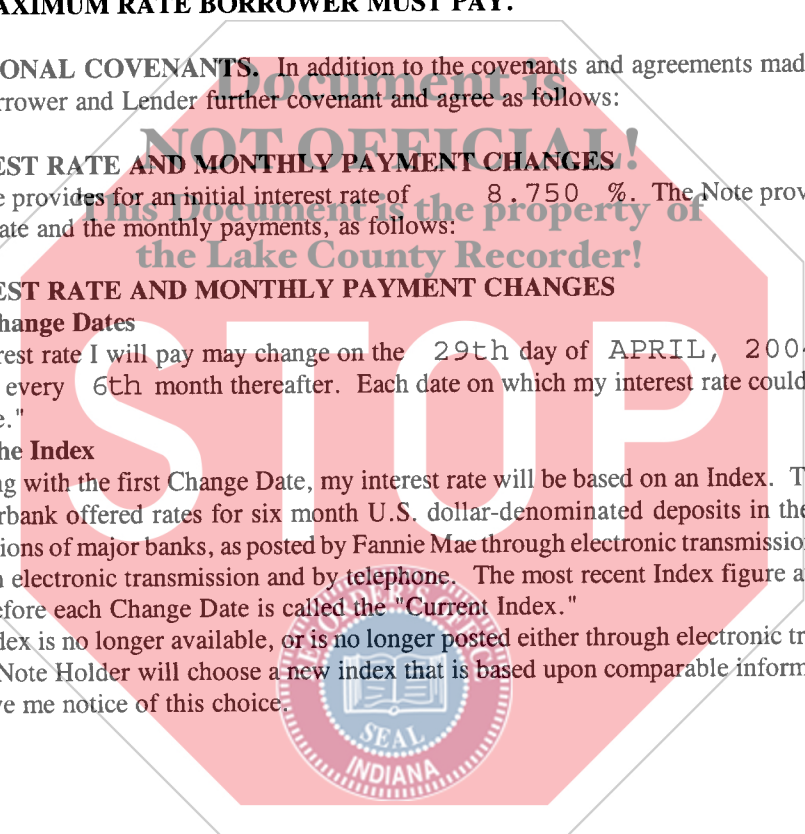 AXIMUM RATE BORROWER MUST PAY.
ONAL COVENANTS. In addition to the covenants and agreements mad
Document is
rrower and Lender further covenant and agree as follows:
NOT OFFICIAL!
EST RATE AND MONTHLY PAYMENT CHANGES
e provides for an initial interest rate of 8.750 %. The Note prov
This Document is the property of
ate and the monthly payments, as follows:
the Lake County Recorder!
EST RATE AND MONTHLY PAYMENT CHANGES
hange Dates
rest rate I will pay may change on the 29th day of APRIL, 200
every 6th month thereafter. Each date on which my interest rate could
e."
he Index
ng with the first Change Date, my interest rate will be based on an Index. T
rbank offered rates for six month U.S. dollar-denominated deposits in the
ions of major banks, as posted by Fannie Mae through electronic transmissio
n electronic transmission and by telephone. The most recent Index figure a
efore each Change Date is called the "Current Index."
dex is no longer available, or is no longer posted either through electronic tr
Note Holder will choose a new index that is based upon comparable inform
ve me notice of this choice.
STOP
SEAL
INDIANA